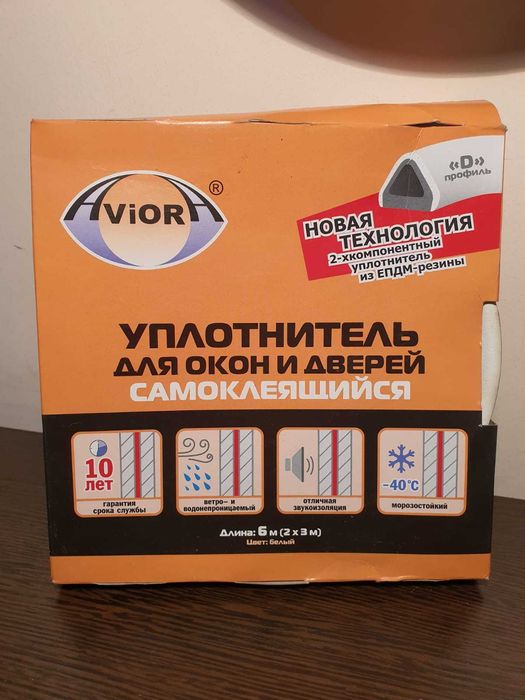 AViORA®
«D»
профиль
НОВАЯ
ТЕХНОЛОГИЯ
2-хкомпонентный
уплотнитель
из ЕПДМ-резины
УПЛОТНИТЕЛЬ
ДЛЯ ОКОН И ДВЕРЕЙ
САМОКЛЕЯЩИЙСЯ
10
лет
гарантия
срока службы
ветро- и
водонепроницаемый
отличная
звукоизоляция
-40°С
морозостойкий
Длина: 6 м (2 х 3 м)
Цвет: белый